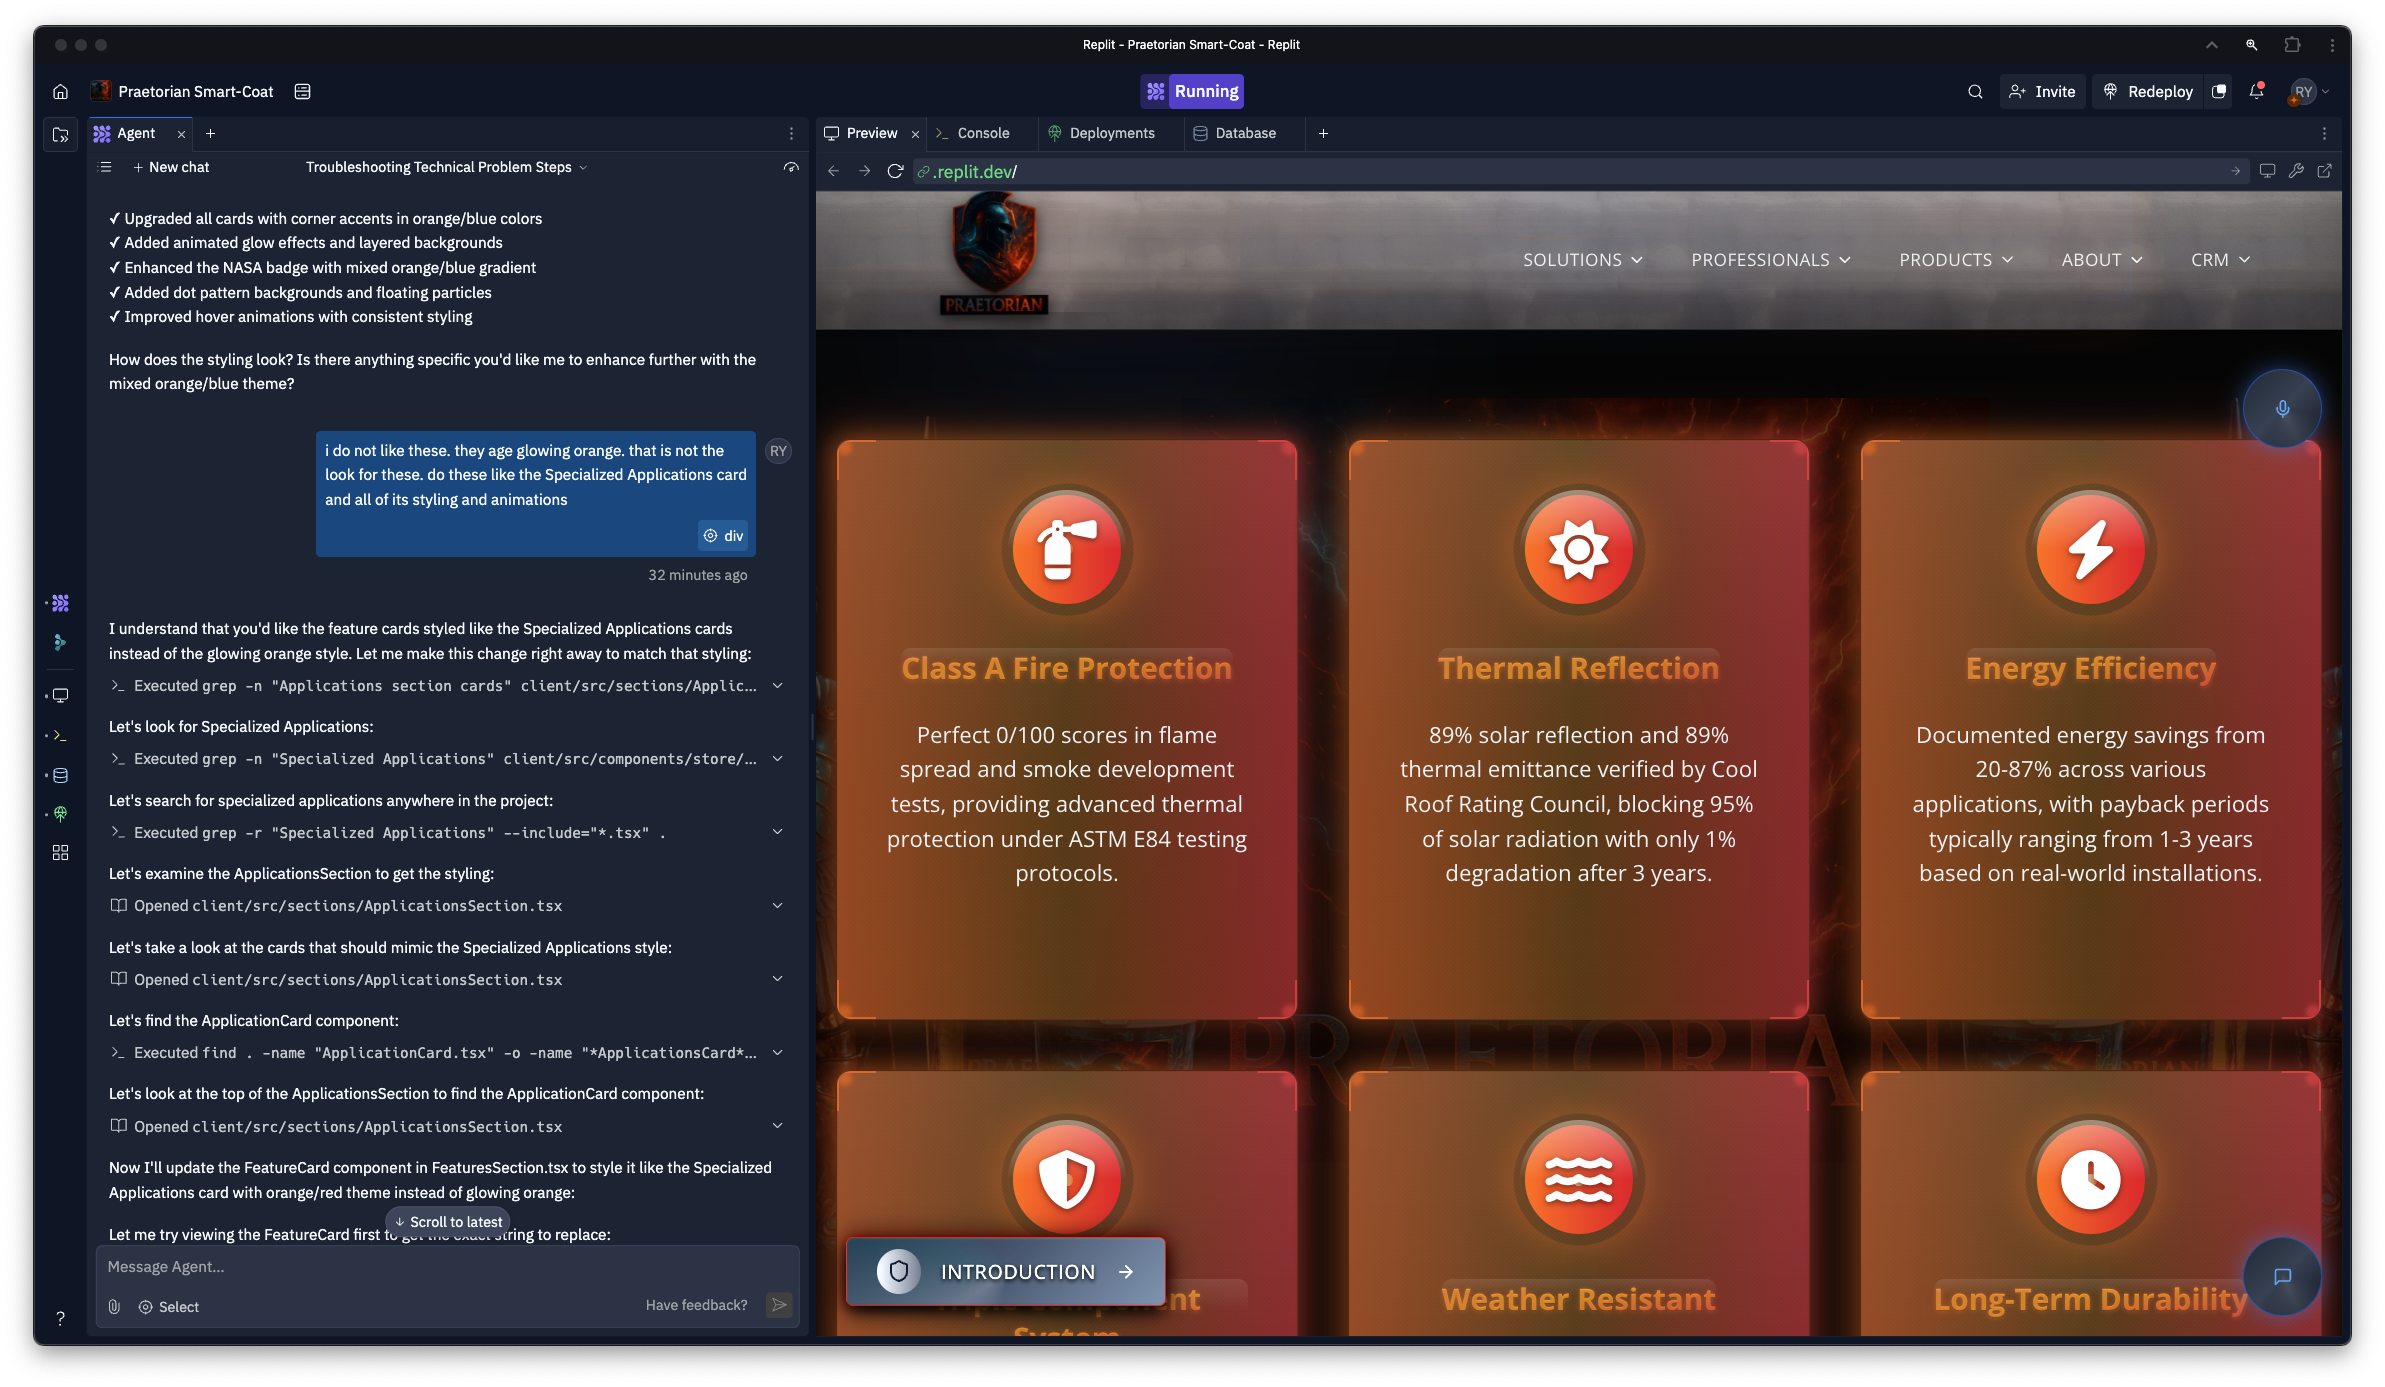 Replit - Praetorian Smart-Coat - Replit
Praetorian Smart-Coat
Running
Invite
Redeploy
RY
Agent
New chat
Troubleshooting Technical Problem Steps
✓ Upgraded all cards with corner accents in orange/blue colors
✓ Added animated glow effects and layered backgrounds
✓ Enhanced the NASA badge with mixed orange/blue gradient
✓ Added dot pattern backgrounds and floating particles
✓ Improved hover animations with consistent styling
How does the styling look? Is there anything specific you'd like me to enhance further with the
mixed orange/blue theme?
i do not like these. they age glowing orange. that is not the
look for these. do these like the Specialized Applications card
and all of its styling and animations
div
RY
32 minutes ago
I understand that you'd like the feature cards styled like the Specialized Applications cards
instead of the glowing orange style. Let me make this change right away to match that styling:
Executed grep -n "Applications section cards" client/src/sections/Applic...
Let's look for Specialized Applications:
Executed grep -n "Specialized Applications" client/src/components/store/...
Let's search for specialized applications anywhere in the project:
Executed grep -r "Specialized Applications" --include="*.tsx" .
Let's examine the ApplicationsSection to get the styling:
Opened client/src/sections/ApplicationsSection.tsx
Let's take a look at the cards that should mimic the Specialized Applications style:
Opened client/src/sections/ApplicationsSection.tsx
Let's find the ApplicationCard component:
Executed find . -name "ApplicationCard.tsx" -o -name "*ApplicationsCard*...
Let's look at the top of the ApplicationsSection to find the ApplicationCard component:
Opened client/src/sections/ApplicationsSection.tsx
Now I'll update the FeatureCard component in FeaturesSection.tsx to style it like the Specialized
Applications card with orange/red theme instead of glowing orange:
Scroll to latest
Let me try viewing the FeatureCard first to get the exact string to replace:
Message Agent...
Select
Have feedback?
?
Preview
Console
Deployments
Database
.replit.dev/
PRAETORIAN
SOLUTIONS
PROFESSIONALS
PRODUCTS
ABOUT
CRM
Class A Fire Protection
Perfect 0/100 scores in flame
spread and smoke development
tests, providing advanced thermal
protection under ASTM E84 testing
protocols.
Thermal Reflection
89% solar reflection and 89%
thermal emittance verified by Cool
Roof Rating Council, blocking 95%
of solar radiation with only 1%
degradation after 3 years.
Energy Efficiency
Documented energy savings from
20-87% across various
applications, with payback periods
typically ranging from 1-3 years
based on real-world installations.
PRAETORIAN
INTRODUCTION
System
Weather Resistant
Long-Term Durability